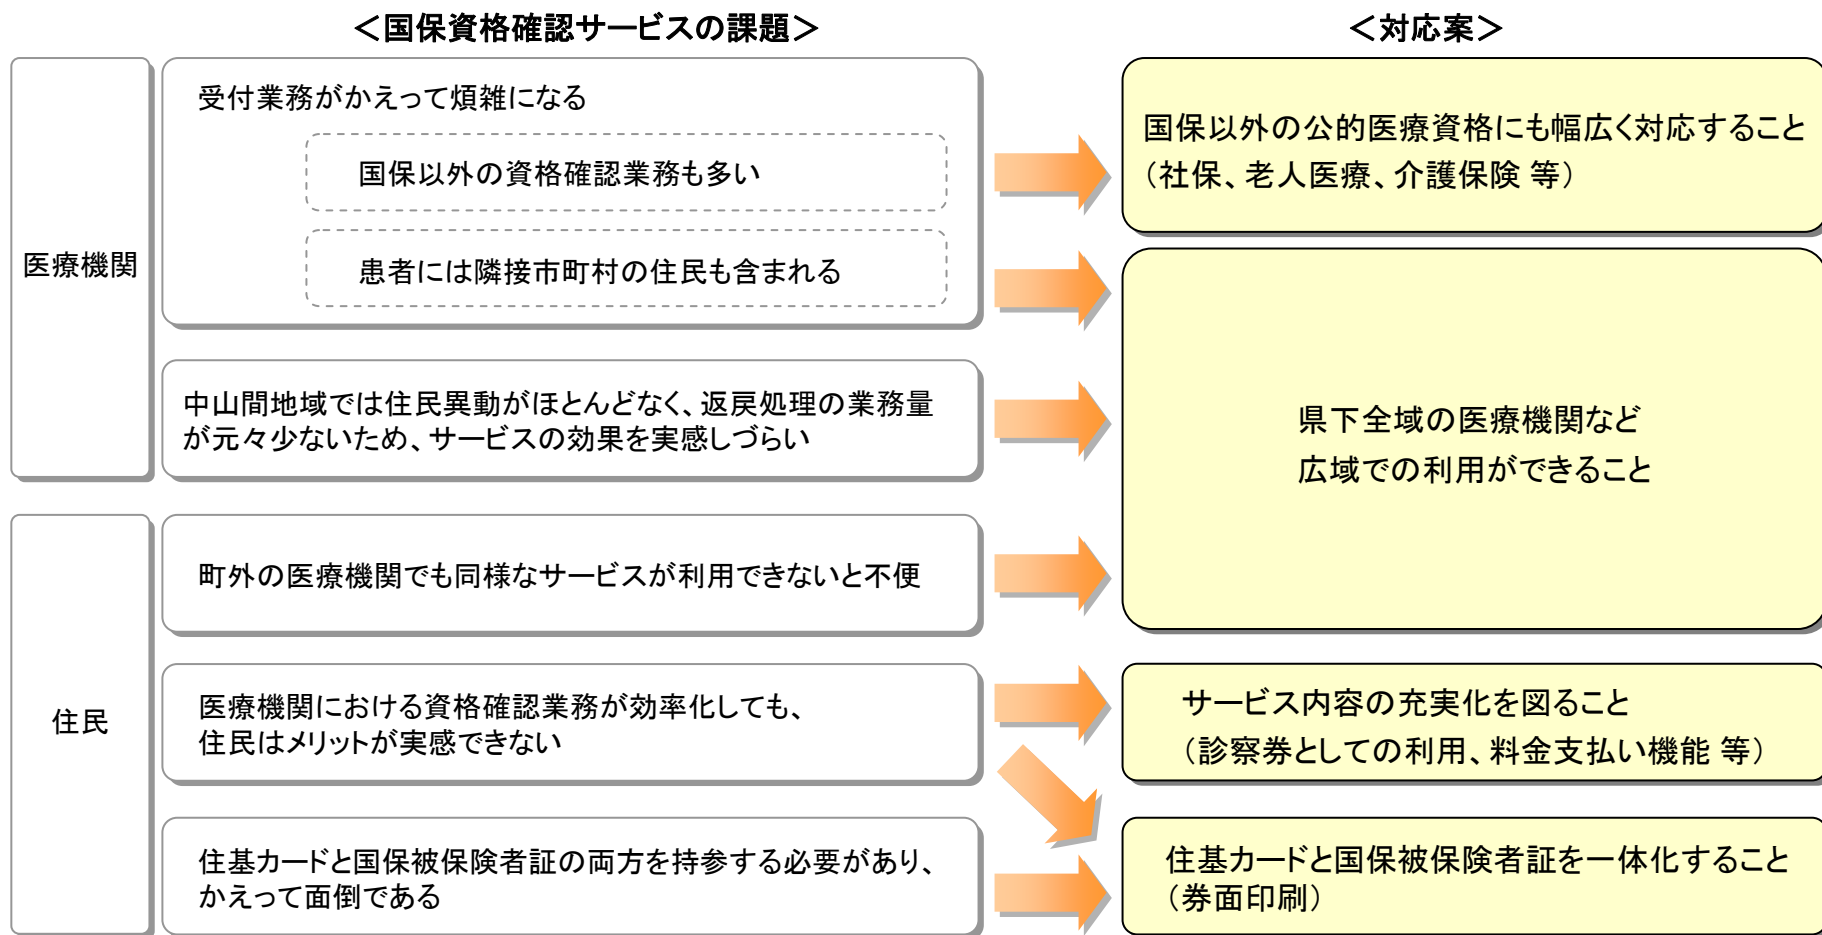 ＜国保資格確認サービスの課題＞
＜対応案＞
医療機関
受付業務がかえって煩雑になる
国保以外の資格確認業務も多い
患者には隣接市町村の住民も含まれる
国保以外の公的医療資格にも幅広く対応すること
（社保、老人医療、介護保険 等）
中山間地域では住民異動がほとんどなく、返戻処理の業務量
が元々少ないため、サービスの効果を実感しづらい
県下全域の医療機関など
広域での利用ができること
住民
町外の医療機関でも同様なサービスが利用できないと不便
医療機関における資格確認業務が効率化しても、
住民はメリットが実感できない
サービス内容の充実化を図ること
（診察券としての利用、料金支払い機能 等）
住基カードと国保被保険者証の両方を持参する必要があり、
かえって面倒である
住基カードと国保被保険者証を一体化すること
（券面印刷）